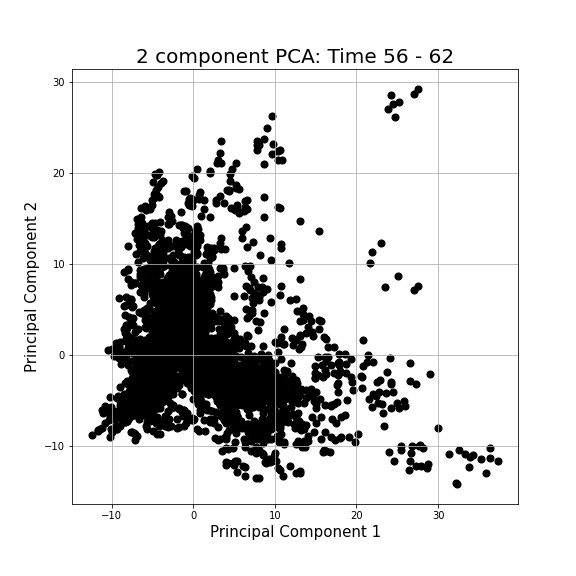 2 component PCA: Time 56 - 62
30
20
10
0
−10
Principal Component 2
−10 0 10 20 30
Principal Component 1